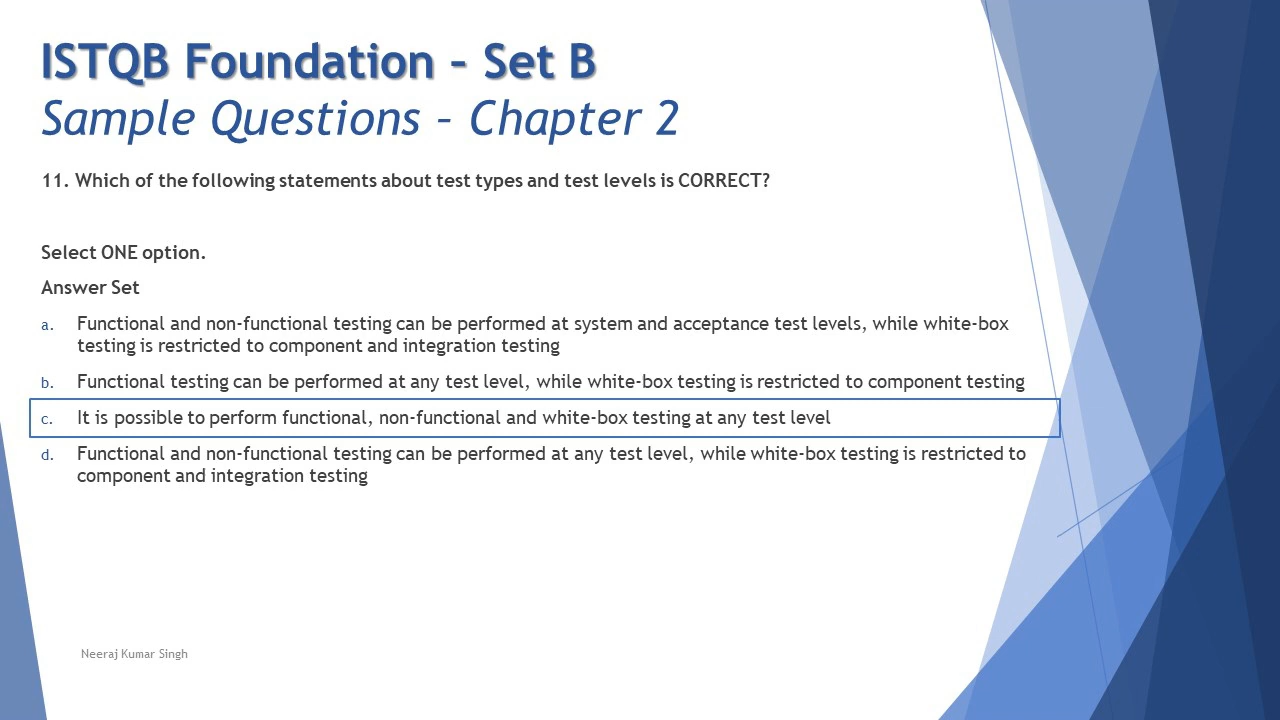 ISTQB Foundation – Set B
Sample Questions – Chapter 2
11. Which of the following statements about test types and test levels is CORRECT?
Select ONE option.
Answer Set
a. Functional and non-functional testing can be performed at system and acceptance test levels, while white-box
testing is restricted to component and integration testing
b. Functional testing can be performed at any test level, while white-box testing is restricted to component testing
c. It is possible to perform functional, non-functional and white-box testing at any test level
d. Functional and non-functional testing can be performed at any test level, while white-box testing is restricted to
component and integration testing
Neeraj Kumar Singh